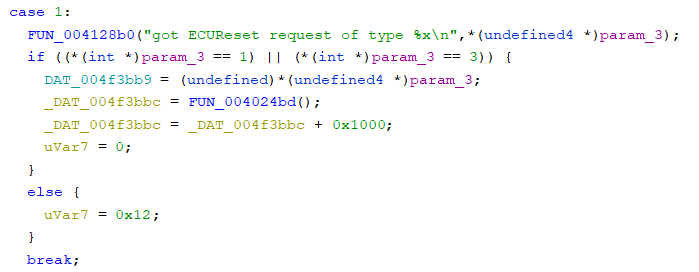 case 1:
FUN_004128b0("got ECUReset request of type %x\n",*(undefined4 *)param_3);
if ((*(int *)param_3 == 1) || (*(int *)param_3 == 3)) {
DAT_004f3bb9 = (undefined)*(undefined4 *)param_3;
_DAT_004f3bbc = FUN_004024bd();
_DAT_004f3bbc = _DAT_004f3bbc + 0x1000;
uVar7 = 0;
}
else {
uVar7 = 0x12;
}
break;